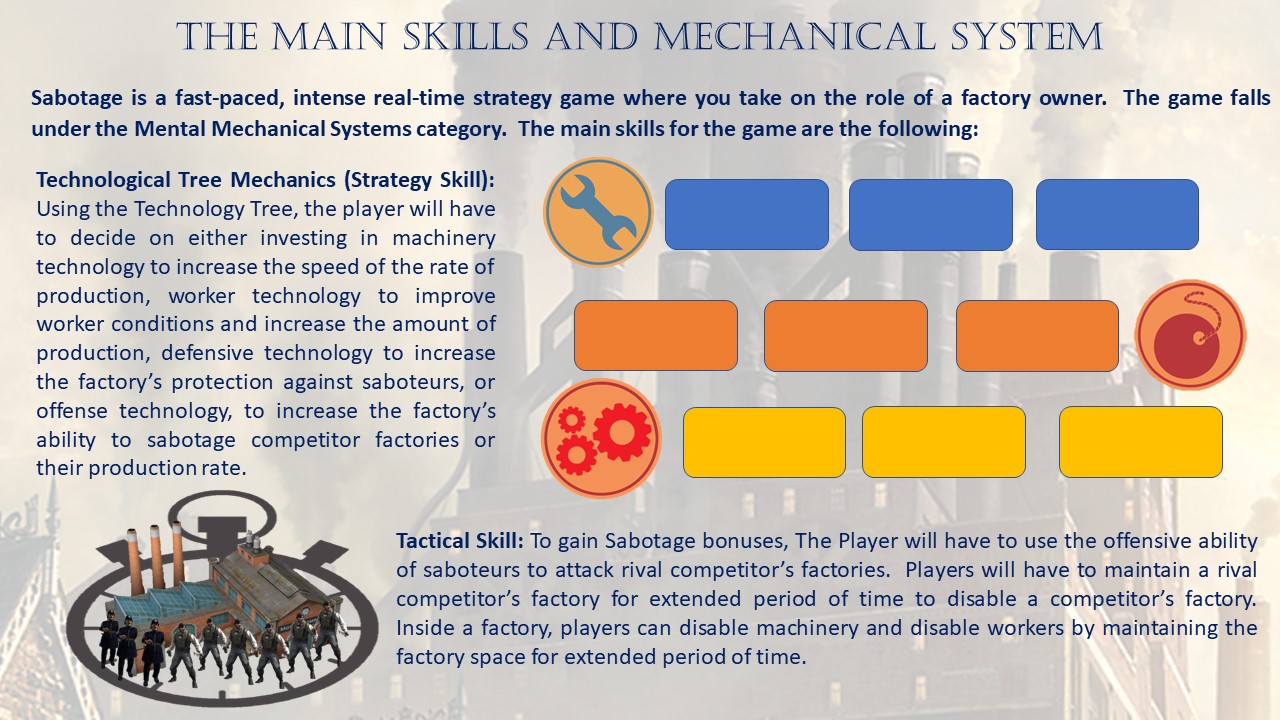 THE MAIN SKILLS AND MECHANICAL SYSTEM
Sabotage is a fast-paced, intense real-time strategy game where you take on the role of a factory owner. The game falls
under the Mental Mechanical Systems category. The main skills for the game are the following:
Technological Tree Mechanics (Strategy Skill):
Using the Technology Tree, the player will have
to decide on either investing in machinery
technology to increase the speed of the rate of
production, worker technology to improve
worker conditions and increase the amount of
production, defensive technology to increase
the factory’s protection against saboteurs, or
offense technology, to increase the factory’s
ability to sabotage competitor factories or
their production rate.
Tactical Skill: To gain Sabotage bonuses, The Player will have to use the offensive ability
of saboteurs to attack rival competitor’s factories. Players will have to maintain a rival
competitor’s factory for extended period of time to disable a competitor’s factory.
Inside a factory, players can disable machinery and disable workers by maintaining the
factory space for extended period of time.